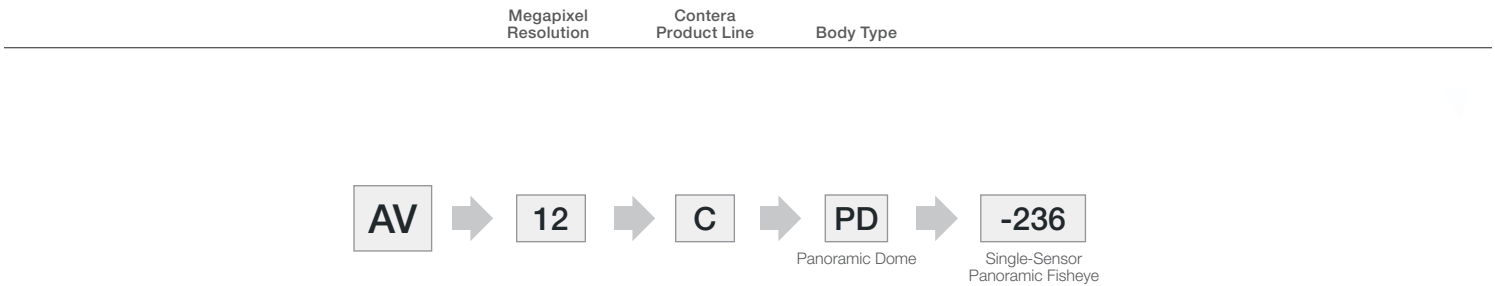 Megapixel Contera
Resolution Product Line Body Type
AV 12 C PD -236
Panoramic Dome Single-Sensor
Panoramic Fisheye